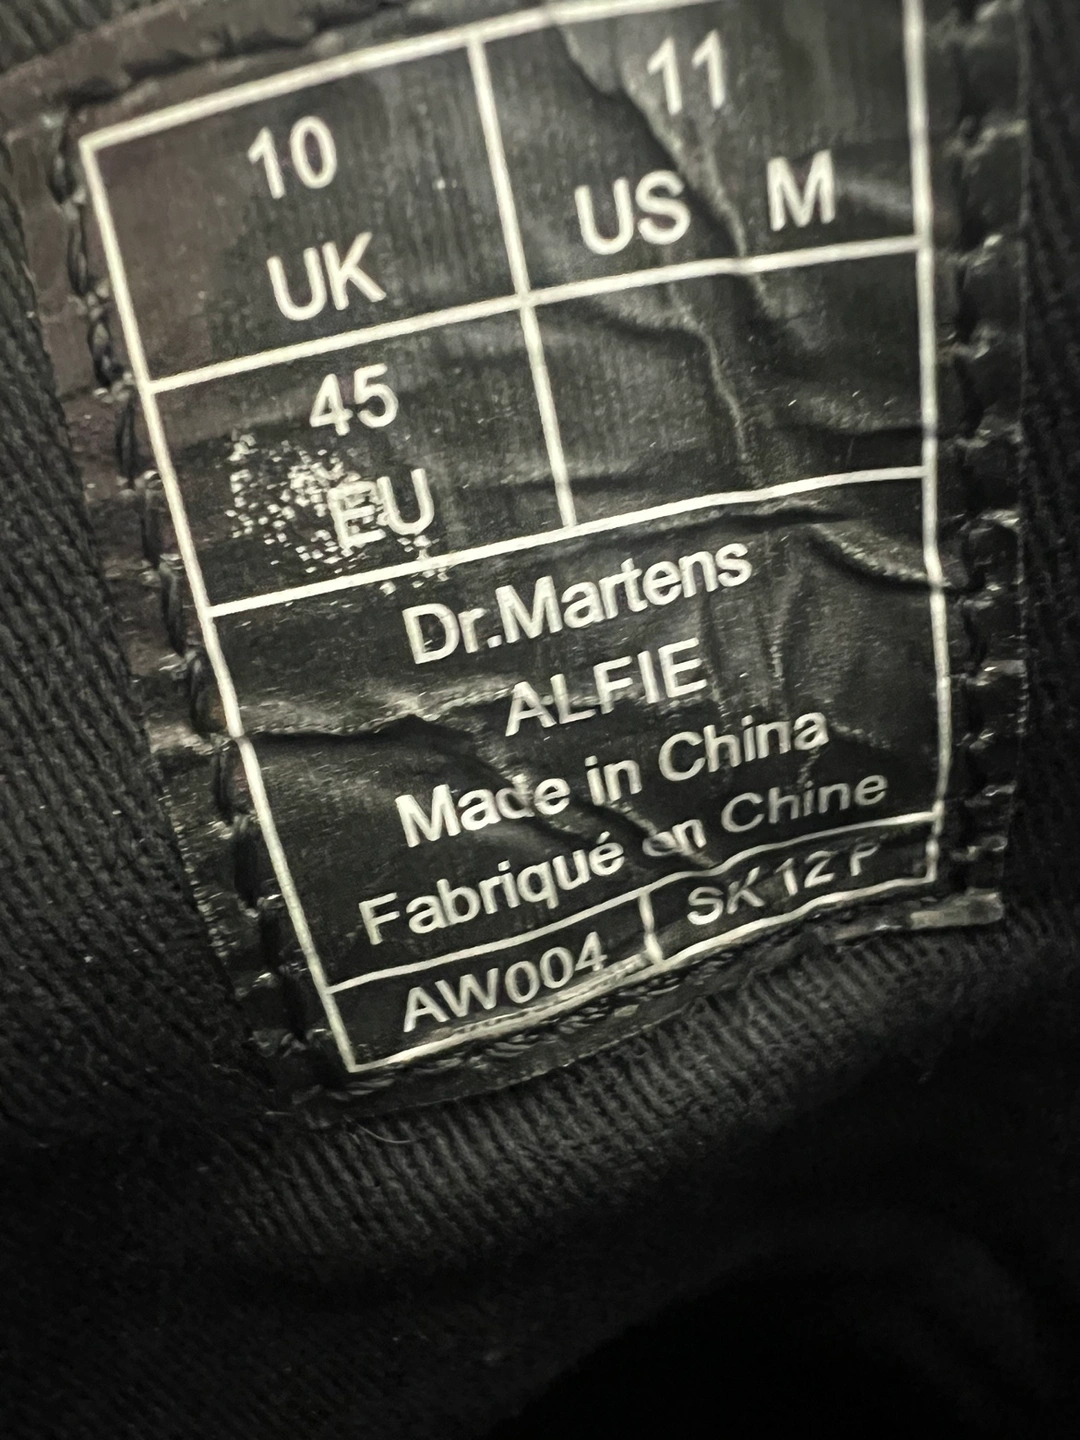 10
UK
11
US M
45
EU
Dr.Martens
ALFIE
Made in China
Fabriqué en Chine
AW004
SK 12 P